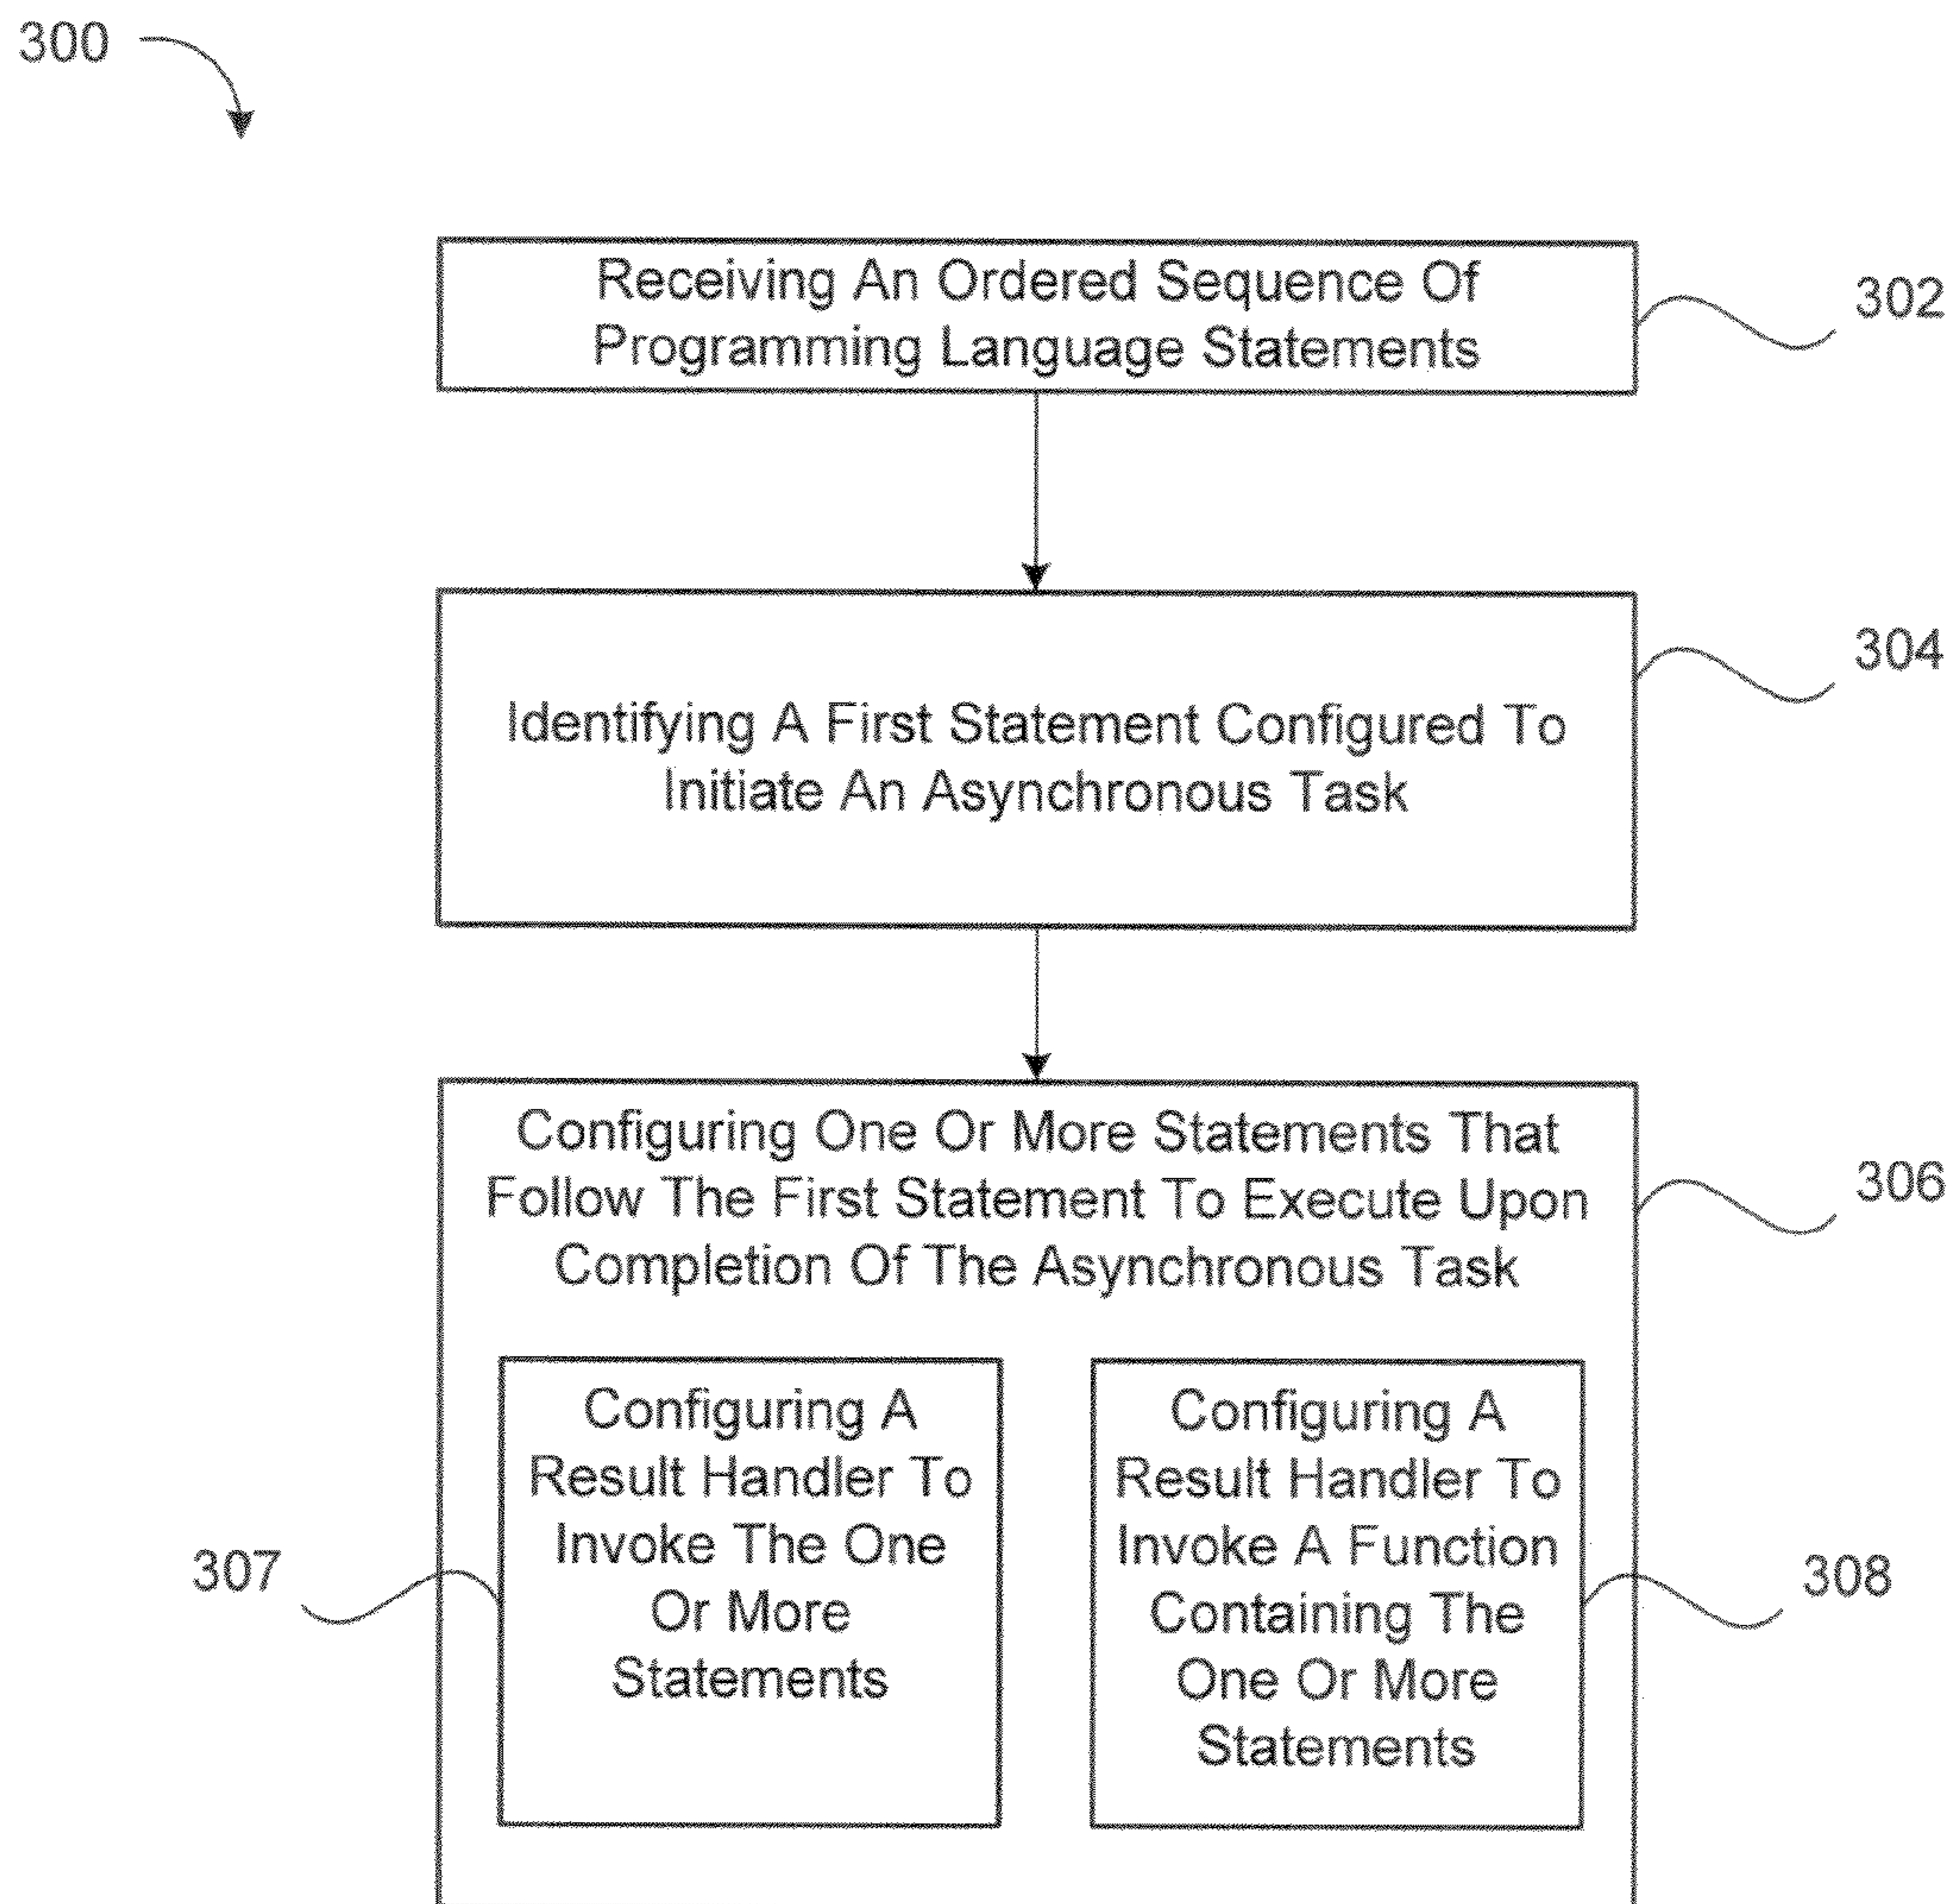 300
Receiving An Ordered Sequence Of
Programming Language Statements
302
Identifying A First Statement Configured To
Initiate An Asynchronous Task
304
Configuring One Or More Statements That
Follow The First Statement To Execute Upon
Completion Of The Asynchronous Task
306
Configuring A
Result Handler To
Invoke The One
Or More
Statements
307
Configuring A
Result Handler To
Invoke A Function
Containing The
One Or More
Statements
308